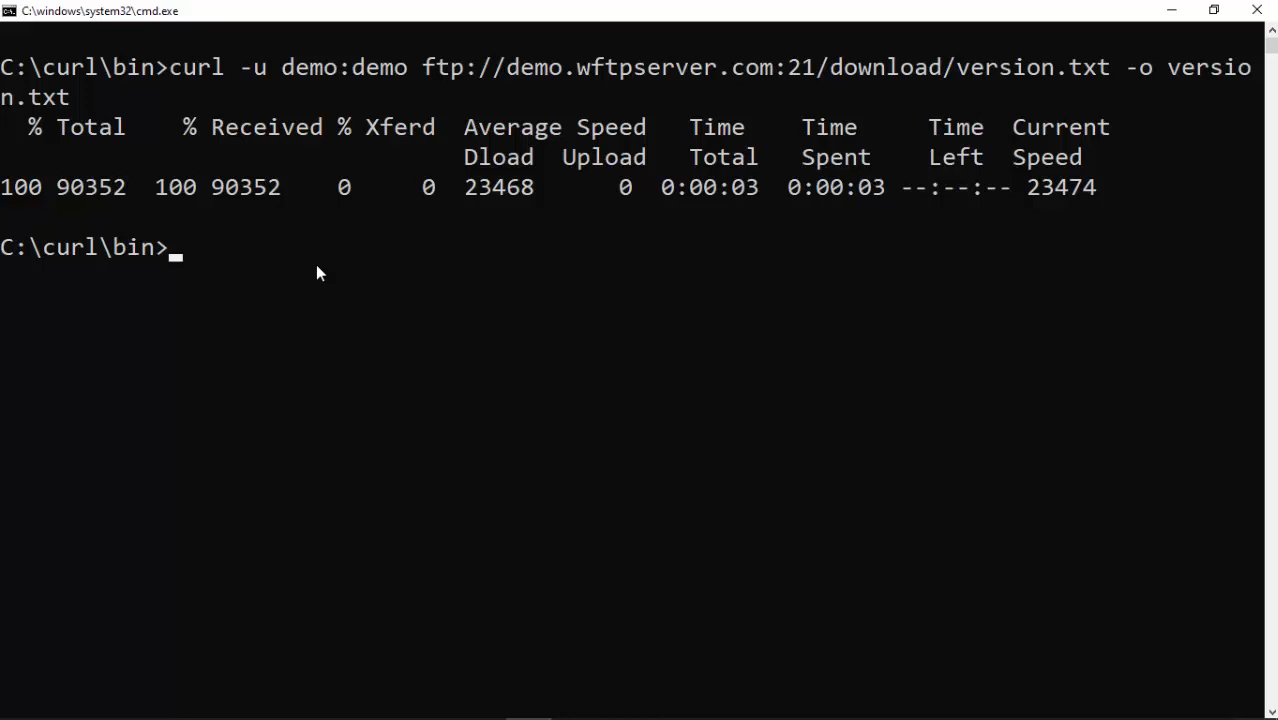 C:\windows\system32\cmd.exe
C:\curl\bin>curl -u demo:demo ftp://demo.wftpserver.com:21/download/version.txt -o versio
n.txt
  % Total    % Received % Xferd  Average Speed   Time    Time     Time  Current
                                 Dload  Upload   Total   Spent    Left  Speed
100 90352  100 90352    0     0  23468      0  0:00:03  0:00:03 --:--:-- 23474
C:\curl\bin>